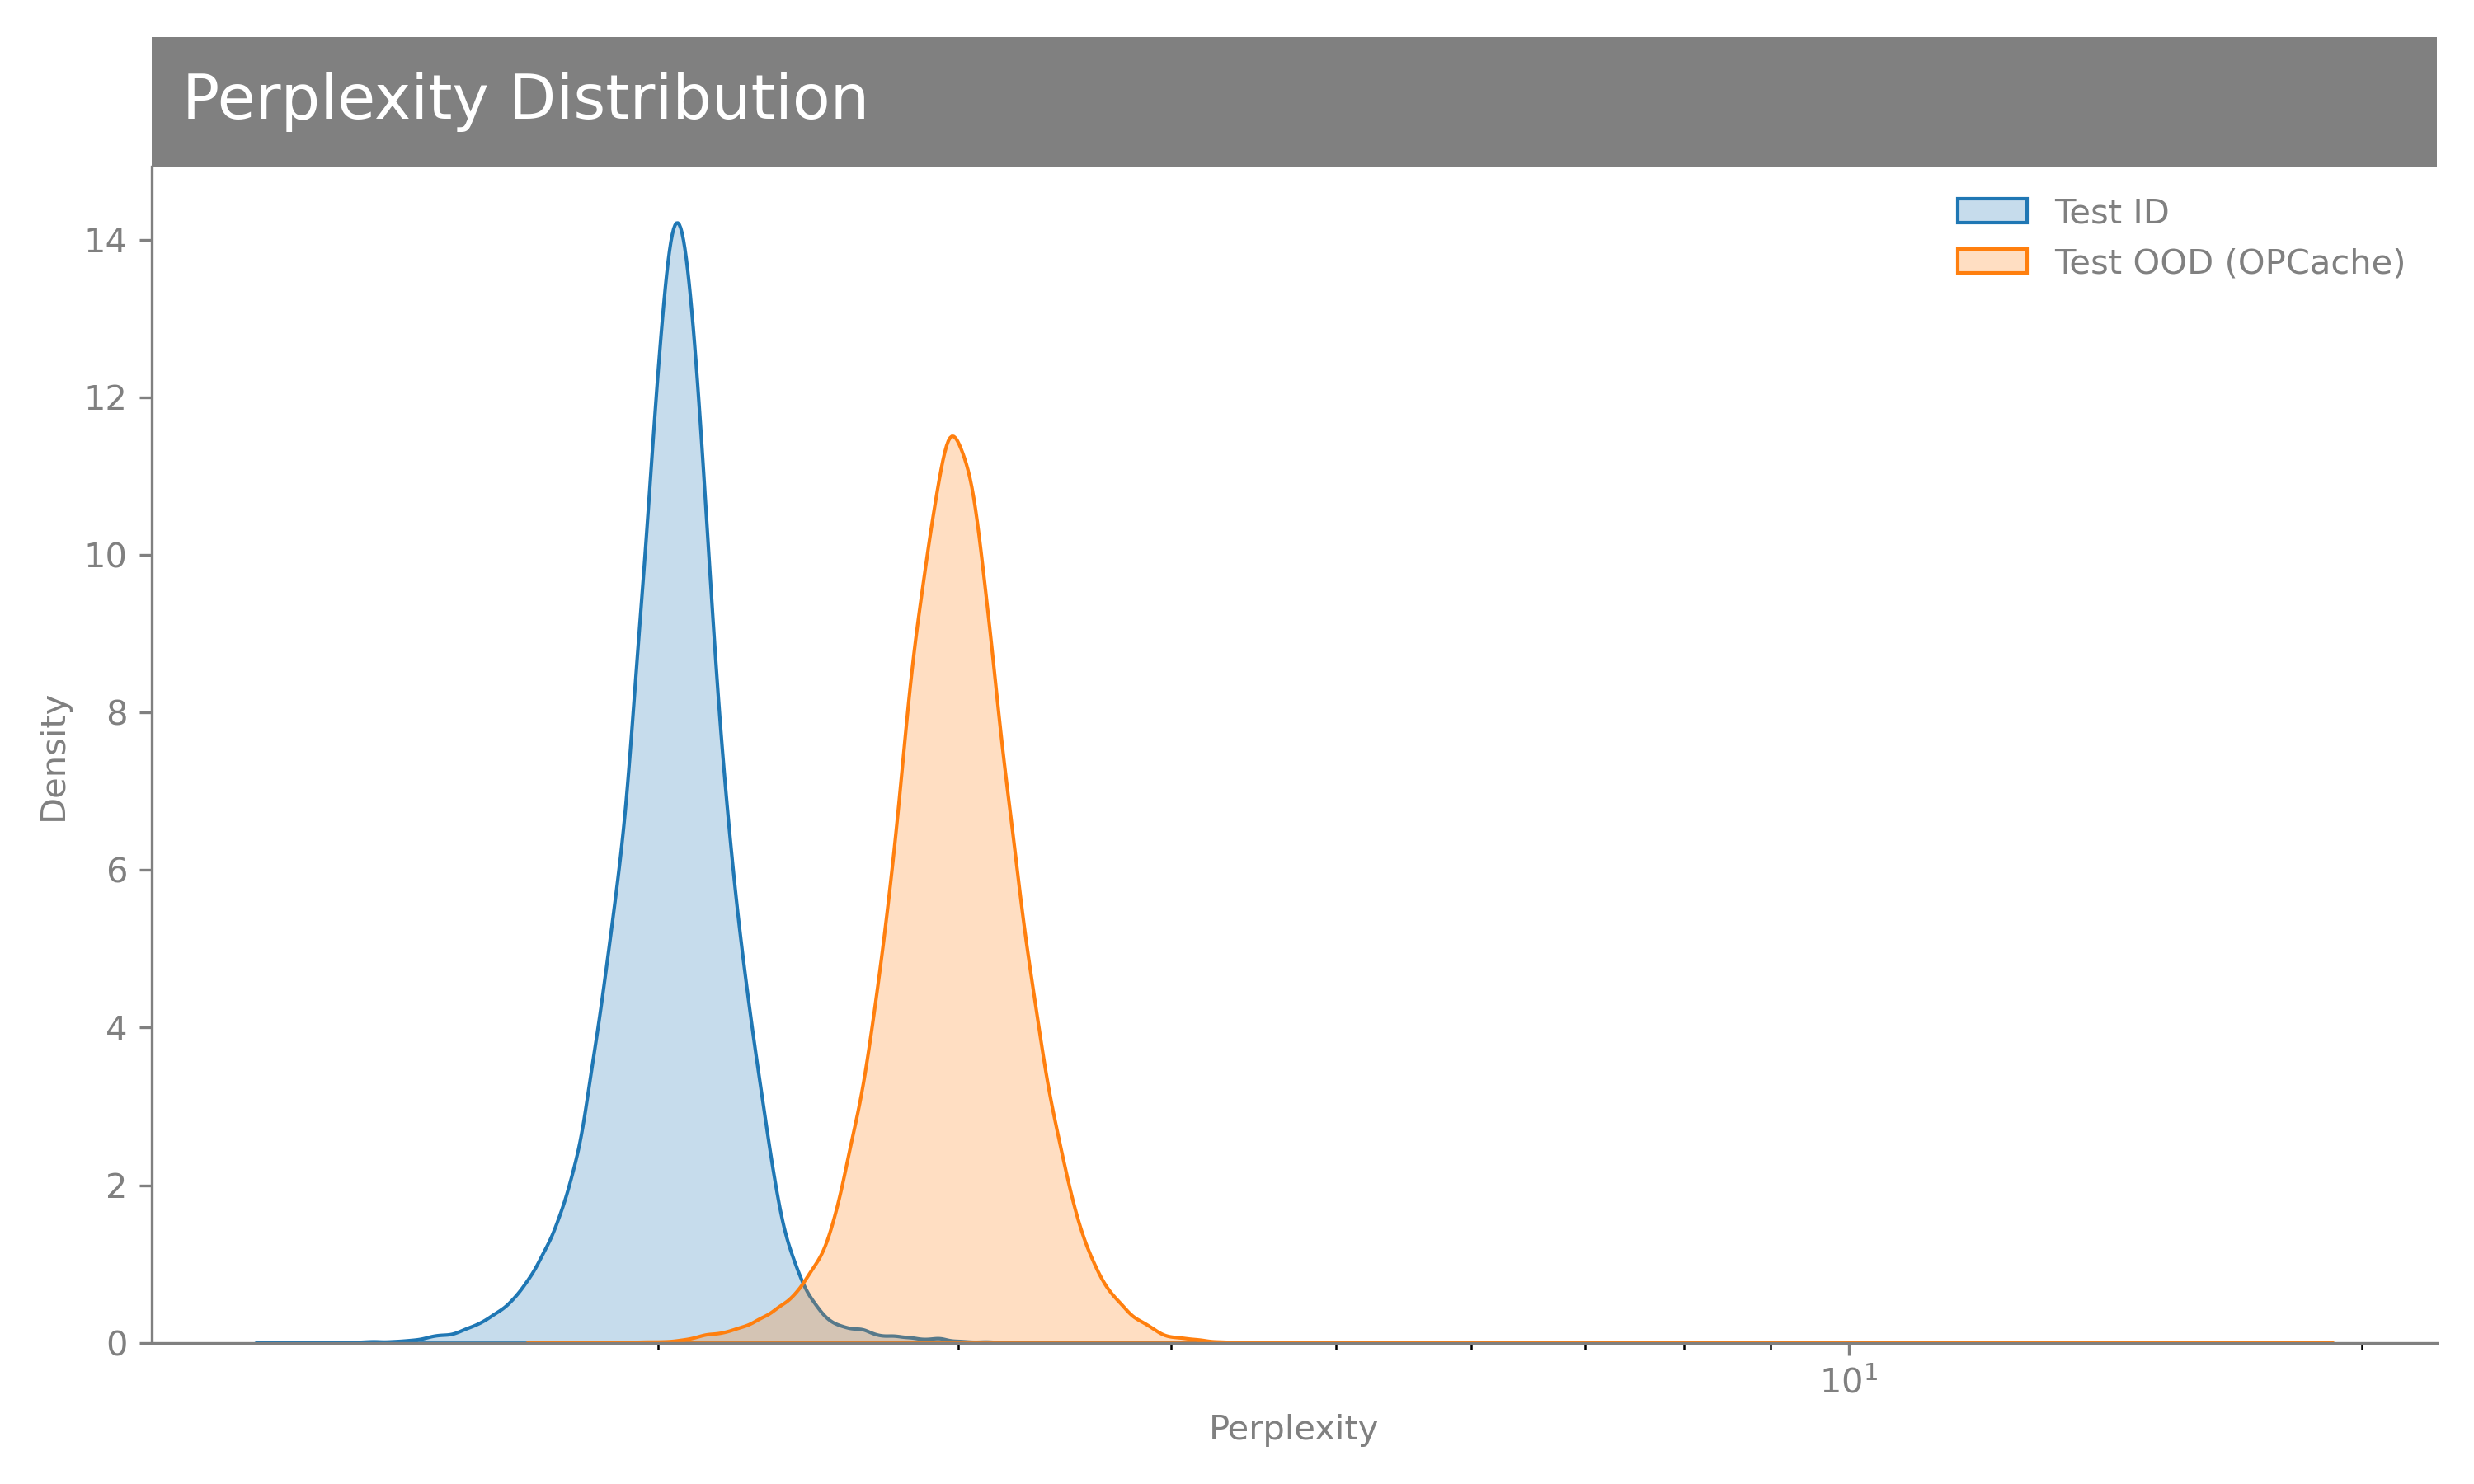 Perplexity Distribution
Test ID
Test OOD (OPCache)
14
12
10
8
6
4
2
0
Density
10¹
Perplexity